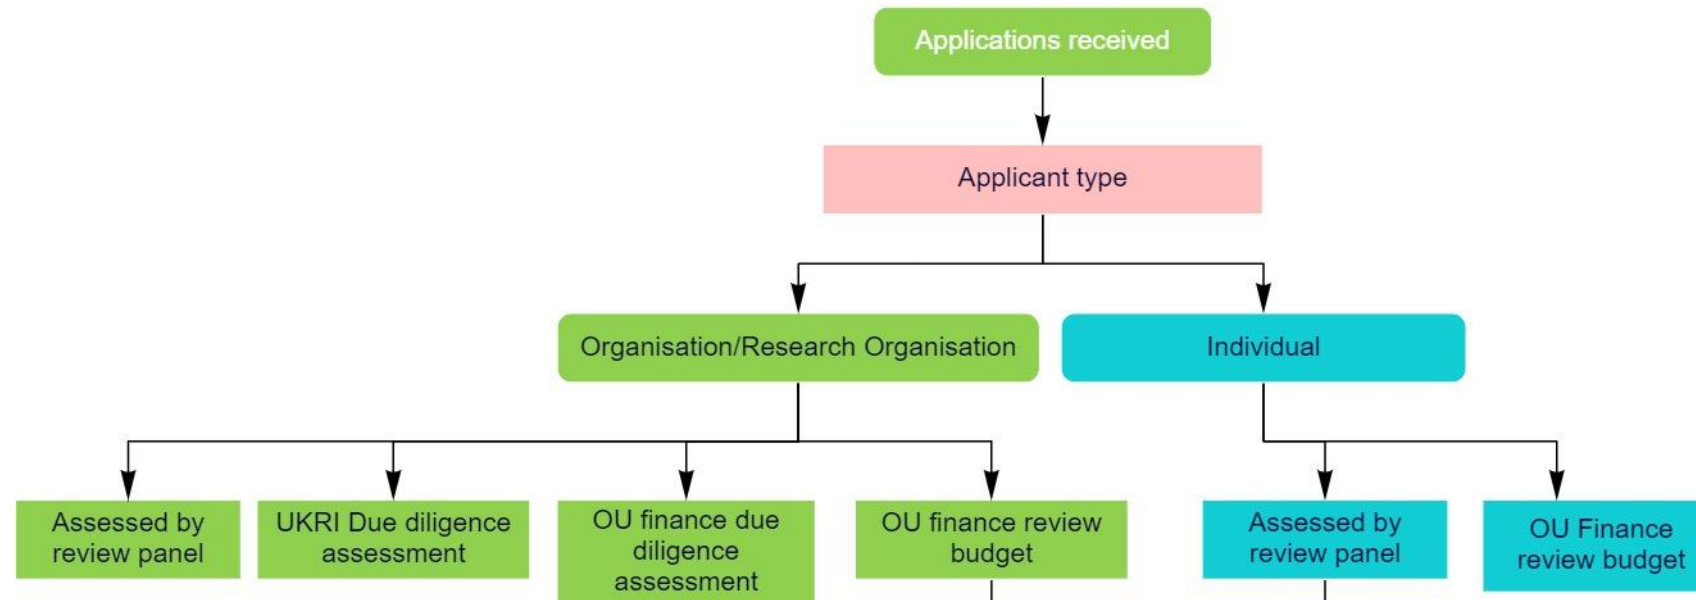 Applications received
Applicant type
Organisation/Research Organisation
Individual
Assessed by
review panel
UKRI Due diligence
assessment
OU finance due
diligence
assessment
OU finance review
budget
Assessed by
review panel
OU Finance
review budget